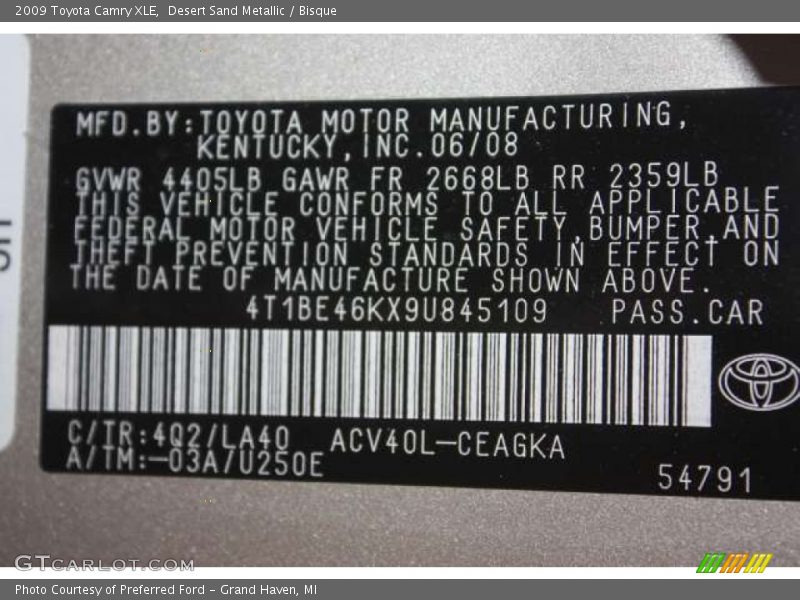 2009 Toyota Camry XLE,  Desert Sand Metallic / Bisque
MFD.BY:TOYOTA MOTOR MANUFACTURING,
KENTUCKY,INC.06/08
GVWR 4405LB GAWR FR 2668LB RR 2359LB
THIS VEHICLE CONFORMS TO ALL APPLICABLE
FEDERAL MOTOR VEHICLE SAFETY,BUMPER,AND
THEFT PREVENTION STANDARDS IN EFFECT ON
THE DATE OF MANUFACTURE SHOWN ABOVE.
4T1BE46KX9U845109 PASS.CAR
C/TR:4Q2/LA40 ACV40L-CEAGKA
A/TM:-03A/U250E
54791
GTCARLOT.COM
Photo Courtesy of Preferred Ford - Grand Haven, MI